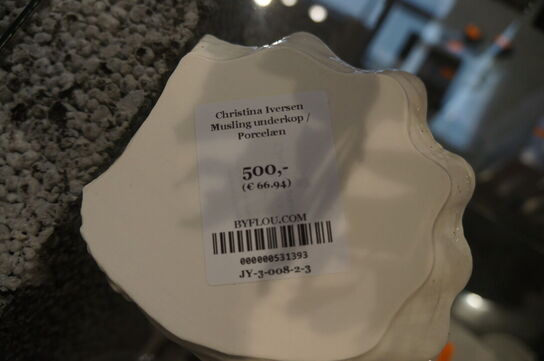 Christina Iversen
Musling underkop /
Porcelæn
500,-
(€ 66.94)
BYFLOU.COM
000000531393
JY-3-008-2-3